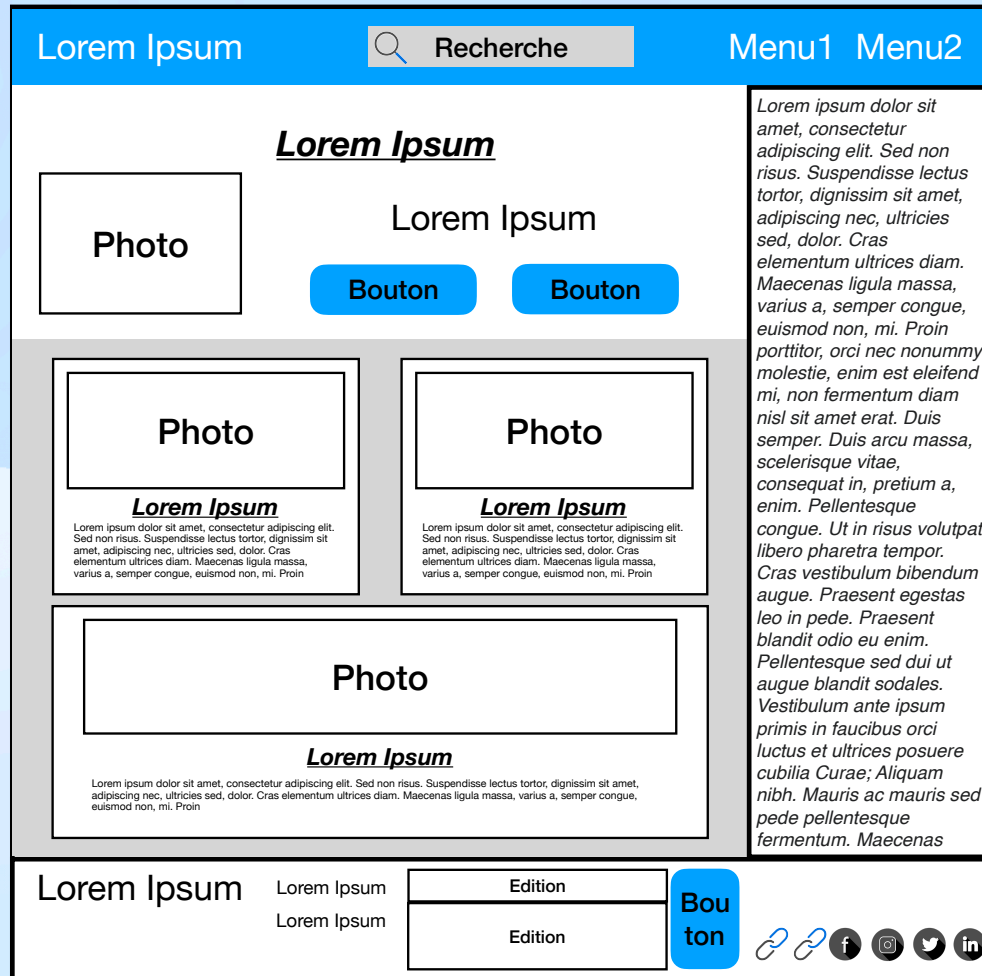 Lorem Ipsum
Recherche
Menu1 Menu2
Lorem Ipsum
Photo
Lorem Ipsum
Bouton
Bouton
Photo
Lorem Ipsum
Lorem ipsum dolor sit amet, consectetur adipiscing elit.
Sed non risus. Suspendisse lectus tortor, dignissim sit
amet, adipiscing nec, ultricies sed, dolor. Cras
elementum ultrices diam. Maecenas ligula massa,
varius a, semper congue, euismod non, mi. Proin
Photo
Lorem Ipsum
Lorem ipsum dolor sit amet, consectetur adipiscing elit.
Sed non risus. Suspendisse lectus tortor, dignissim sit
amet, adipiscing nec, ultricies sed, dolor. Cras
elementum ultrices diam. Maecenas ligula massa,
varius a, semper congue, euismod non, mi. Proin
Photo
Lorem Ipsum
Lorem ipsum dolor sit amet, consectetur adipiscing elit. Sed non risus. Suspendisse lectus tortor, dignissim sit amet,
adipiscing nec, ultricies sed, dolor. Cras elementum ultrices diam. Maecenas ligula massa, varius a, semper congue,
euismod non, mi. Proin
Lorem ipsum dolor sit
amet, consectetur
adipiscing elit. Sed non
risus. Suspendisse lectus
tortor, dignissim sit amet,
adipiscing nec, ultricies
sed, dolor. Cras
elementum ultrices diam.
Maecenas ligula massa,
varius a, semper congue,
euismod non, mi. Proin
porttitor, orci nec nonummy
molestie, enim est eleifend
mi, non fermentum diam
nisl sit amet erat. Duis
semper. Duis arcu massa,
scelerisque vitae,
consequat in, pretium a,
enim. Pellentesque
congue. Ut in risus volutpat
libero pharetra tempor.
Cras vestibulum bibendum
augue. Praesent egestas
leo in pede. Praesent
blandit odio eu enim.
Pellentesque sed dui ut
augue blandit sodales.
Vestibulum ante ipsum
primis in faucibus orci
luctus et ultrices posuere
cubilia Curae; Aliquam
nibh. Mauris ac mauris sed
pede pellentesque
fermentum. Maecenas
Lorem Ipsum
Lorem Ipsum
Edition
Lorem Ipsum
Edition
Bou
ton
f
in